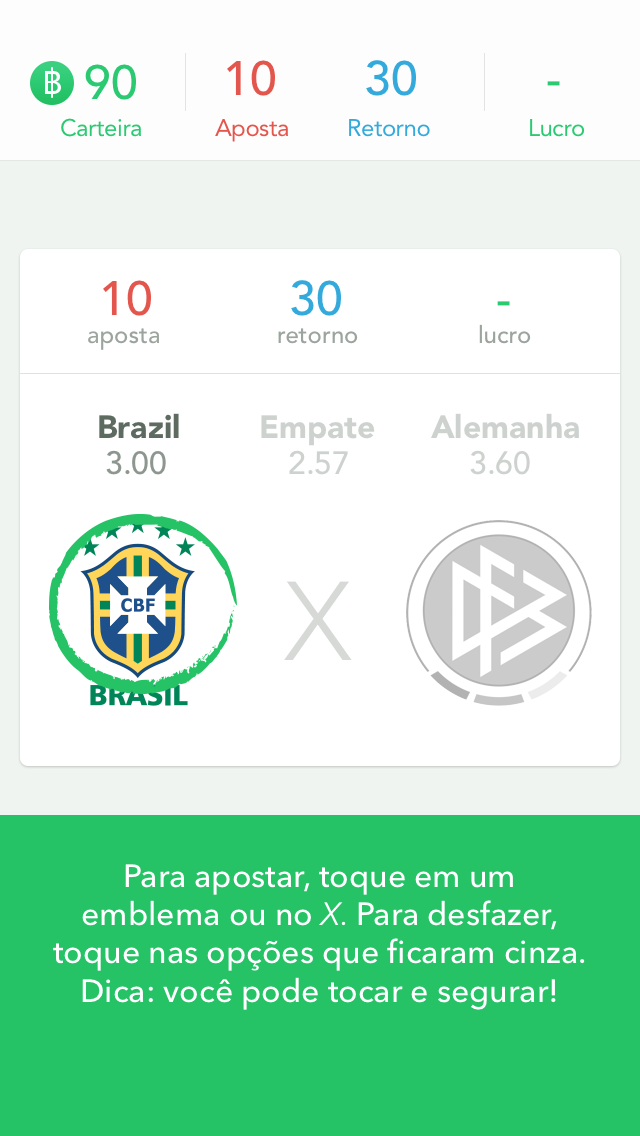 ฿ 90 10 30 -
Carteira Aposta Retorno Lucro
10 30 -
aposta retorno lucro
Brazil Empate Alemanha
3.00 2.57 3.60
CBF
X
BRASIL
Para apostar, toque em um
emblema ou no X. Para desfazer,
toque nas opções que ficaram cinza.
Dica: você pode tocar e segurar!